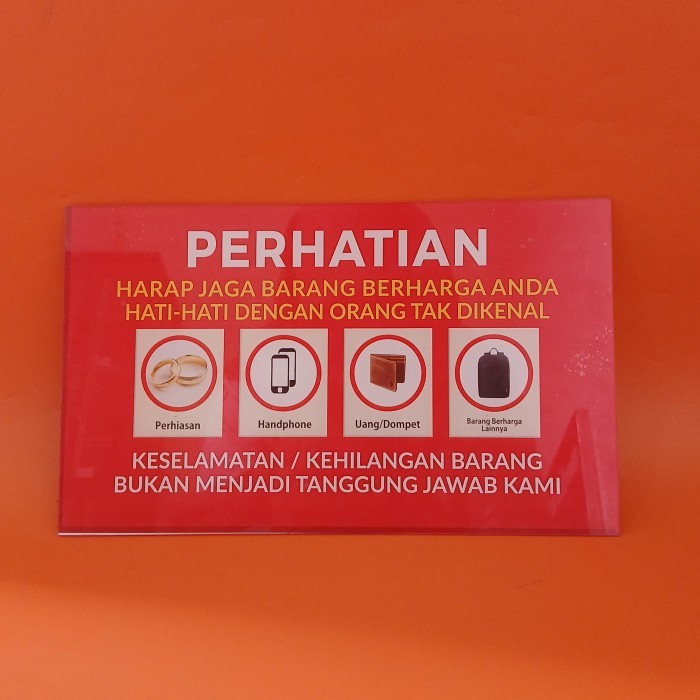 PERHATIAN
HARAP JAGA BARANG BERHARGA ANDA
HATI-HATI DENGAN ORANG TAK DIKENAL
Perhiasan
Handphone
Uang/Dompet
Barang Berharga
Lainnya
KESELAMATAN / KEHILANGAN BARANG
BUKAN MENJADI TANGGUNG JAWAB KAMI